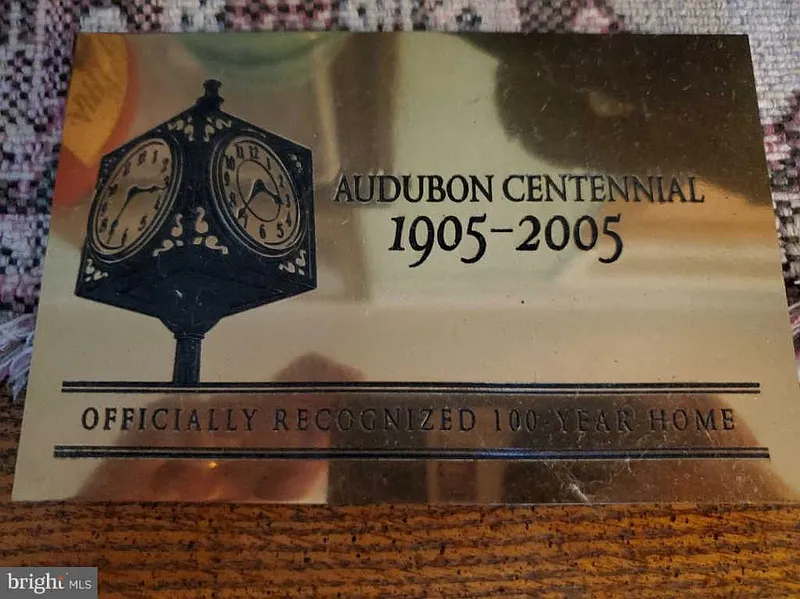 AUDUBON CENTENNIAL
1905-2005
OFFICIALLY RECOGNIZED 100-YEAR HOME
bright MLS